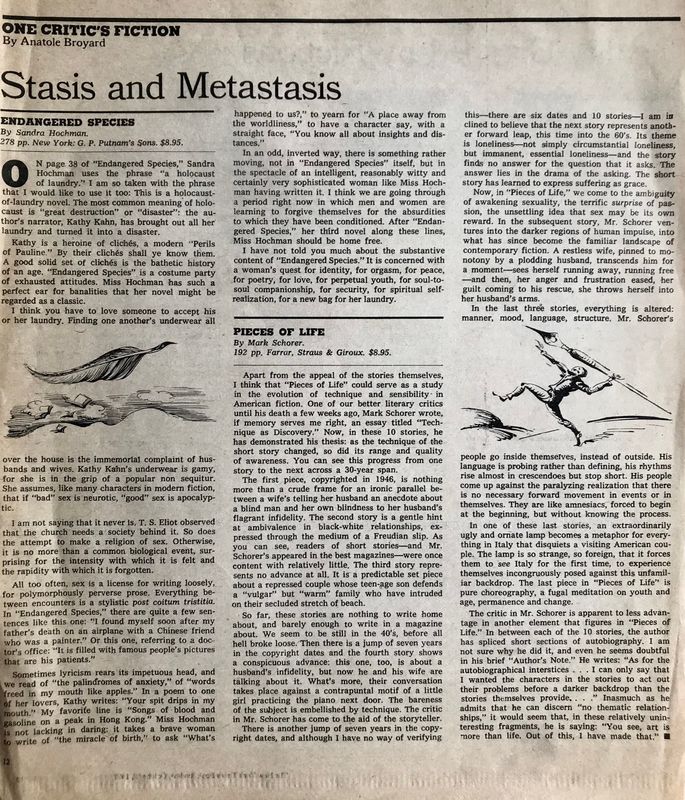 ONE CRITIC'S FICTION
By Anatole Broyard
Stasis and Metastasis
ENDANGERED SPECIES
By Sandra Hochman.
278 pp. New York: G. P. Putnam's Sons. $8.95.
ON page 38 of "Endangered Species," Sandra
Hochman uses the phrase "a holocaust
of laundry." I am so taken with the phrase
that I would like to use it too: This is a holocaust-
of-laundry novel. The most common meaning of holo-
caust is "great destruction" or "disaster": the au-
thor's narrator, Kathy Kahn, has brought out all her
laundry and turned it into a disaster.
Kathy is a heroine of clichés, a modern "Perils
of Pauline." By their clichés shall ye know them.
A good solid set of clichés is the bathetic history
of an age. "Endangered Species" is a costume party
of exhausted attitudes. Miss Hochman has such a
perfect ear for banalities that her novel might be
regarded as a classic.
I think you have to love someone to accept his
or her laundry. Finding one another's underwear all
over the house is the immemorial complaint of hus-
bands and wives. Kathy Kahn's underwear is gamy,
for she is in the grip of a popular non sequitur.
She assumes, like many characters in modern fiction,
that if "bad" sex is neurotic, "good" sex is apocalyp-
tic.
I am not saying that it never is. T. S. Eliot observed
that the church needs a society behind it. So does
the attempt to make a religion of sex. Otherwise,
it is no more than a common biological event, sur-
prising for the intensity with which it is felt and
the rapidity with which it is forgotten.
All too often, sex is a license for writing loosely,
for polymorphously perverse prose. Everything be-
tween encounters is a stylistic post coitum tristitia.
In "Endangered Species," there are quite a few sen-
tences like this one: "I found myself soon after my
father's death on an airplane with a Chinese friend
who was a painter." Or this one, referring to a doc-
tor's office: "It is filled with famous people's pictures
that are his patients."
Sometimes lyricism rears its impetuous head, and
we read of "the palindromes of anxiety," of "words
freed in my mouth like apples." In a poem to one
of her lovers, Kathy writes: "Your spit drips in my
mouth." My favorite line is "Songs of blood and
gasoline on a peak in Hong Kong." Miss Hochman
is not lacking in daring: it takes a brave woman
to write of "the miracle of birth," to ask "What's
happened to us?," to yearn for "A place away from
the worldliness," to have a character say, with a
straight face, "You know all about insights and dis-
tances."
In an odd, inverted way, there is something rather
moving, not in "Endangered Species" itself, but in
the spectacle of an intelligent, reasonably witty and
certainly very sophisticated woman like Miss Hoch-
man having written it. I think we are going through
a period right now in which men and women are
learning to forgive themselves for the absurdities
to which they have been conditioned. After "Endan-
gered Species," her third novel along these lines,
Miss Hochman should be home free.
I have not told you much about the substantive
content of "Endangered Species." It is concerned with
a woman's quest for identity, for orgasm, for peace,
for poetry, for love, for perpetual youth, for soul-to-
soul companionship, for security, for spiritual self-
realization, for a new bag for her laundry.
PIECES OF LIFE
By Mark Schorer.
192 pp. Farrar, Straus & Giroux. $8.95.
Apart from the appeal of the stories themselves,
I think that "Pieces of Life" could serve as a study
in the evolution of technique and sensibility in
American fiction. One of our better literary critics
until his death a few weeks ago, Mark Schorer wrote,
if memory serves me right, an essay titled "Tech-
nique as Discovery." Now, in these 10 stories, he
has demonstrated his thesis: as the technique of the
short story changed, so did its range and quality
of awareness. You can see this progress from one
story to the next across a 30-year span.
The first piece, copyrighted in 1946, is nothing
more than a crude frame for an ironic parallel be-
tween a wife's telling her husband an anecdote about
a blind man and her own blindness to her husband's
flagrant infidelity. The second story is a gentle hint
at ambivalence in black-white relationships, ex-
pressed through the medium of a Freudian slip. As
you can see, readers of short stories—and Mr.
Schorer's appeared in the best magazines—were once
content with relatively little. The third story repre-
sents no advance at all. It is a predictable set piece
about a repressed couple whose teen-age son defends
a "vulgar" but "warm" family who have intruded
on their secluded stretch of beach.
So far, these stories are nothing to write home
about, and barely enough to write in a magazine
about. We seem to be still in the 40's, before all
hell broke loose. Then there is a jump of seven years
in the copyright dates and the fourth story shows
a conspicuous advance: this one, too, is about a
husband's infidelity, but now he and his wife are
talking about it. What's more, their conversation
takes place against a contrapuntal motif of a little
girl practicing the piano next door. The bareness
of the subject is embellished by technique. The critic
in Mr. Schorer has come to the aid of the storyteller.
There is another jump of seven years in the copy-
right dates, and although I have no way of verifying
this—there are six dates and 10 stories—I am in
clined to believe that the next story represents anoth-
er forward leap, this time into the 60's. Its theme
is loneliness—not simply circumstantial loneliness,
but immanent, essential loneliness—and the story
finds no answer for the question that it asks. The
answer lies in the drama of the asking. The short
story has learned to express suffering as grace.
Now, in "Pieces of Life," we come to the ambiguity
of awakening sexuality, the terrific surprise of pas-
sion, the unsettling idea that sex may be its own
reward. In the subsequent story, Mr. Schorer ven-
tures into the darker regions of human impulse, into
what has since become the familiar landscape of
contemporary fiction. A restless wife, pinned to mo-
notony by a plodding husband, transcends him for
a moment—sees herself running away, running free
—and then, her anger and frustration eased, her
guilt coming to his rescue, she throws herself into
her husband's arms.
In the last three stories, everything is altered:
manner, mood, language, structure. Mr. Schorer's
people go inside themselves, instead of outside. His
language is probing rather than defining, his rhythms
rise almost in crescendoes but stop short. His people
come up against the paralyzing realization that there
is no necessary forward movement in events or in
themselves. They are like amnesiacs, forced to begin
at the beginning, but without knowing the process.
In one of these last stories, an extraordinarily
ugly and ornate lamp becomes a metaphor for every-
thing in Italy that disquiets a visiting American cou-
ple. The lamp is so strange, so foreign, that it forces
them to see Italy for the first time, to experience
themselves incongruously posed against this unfamil-
iar backdrop. The last piece in "Pieces of Life" is
pure choreography, a fugal meditation on youth and
age, permanence and change.
The critic in Mr. Schorer is apparent to less advan-
tage in another element that figures in "Pieces of
Life." In between each of the 10 stories, the author
has spliced short sections of autobiography. I am
not sure why he did it, and even he seems doubtful
in his brief "Author's Note." He writes: "As for the
autobiographical interstices . . . I can only say that
I wanted the characters in the stories to act out
their problems before a darker backdrop than the
stories themselves provide, . . ." Inasmuch as he
admits that he can discern "no thematic relation-
ships," it would seem that, in these relatively unin-
teresting fragments, he is saying: "You see, art is
more than life. Out of this, I have made that." ■
12